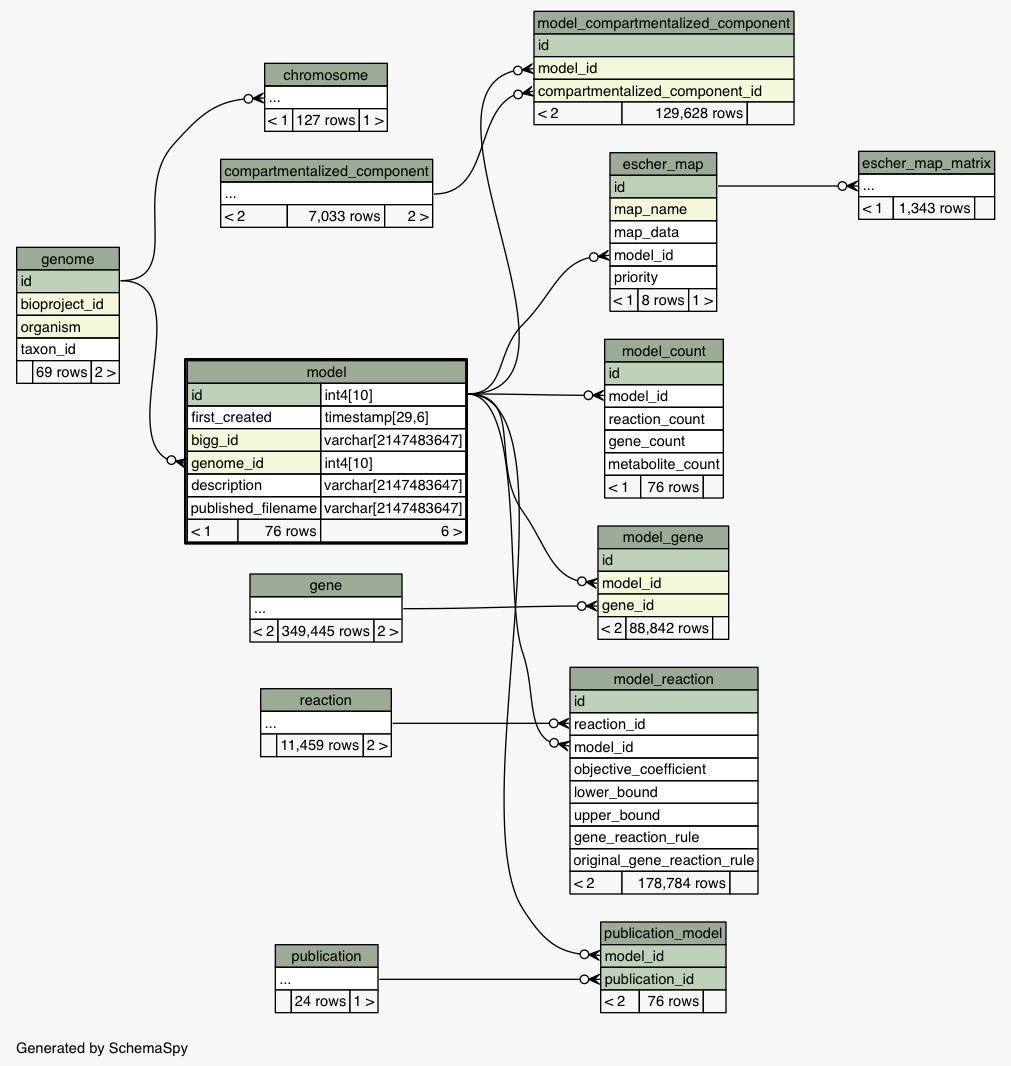 model_compartmentalized_component
id
model_id
compartmentalized_component_id
< 2 129,628 rows
chromosome
...
< 1 127 rows 1 >
compartmentalized_component
...
< 2 7,033 rows 2 >
escher_map
id
map_name
map_data
model_id
priority
< 1 8 rows 1 >
escher_map_matrix
...
< 1 1,343 rows
genome
id
bioproject_id
organism
taxon_id
69 rows 2 >
model
id int4[10]
first_created timestamp[29,6]
bigg_id varchar[2147483647]
genome_id int4[10]
description varchar[2147483647]
published_filename varchar[2147483647]
< 1 76 rows 6 >
model_count
id
model_id
reaction_count
gene_count
metabolite_count
< 1 76 rows
model_gene
id
model_id
gene_id
< 2 88,842 rows
gene
...
< 2 349,445 rows 2 >
model_reaction
id
reaction_id
model_id
objective_coefficient
lower_bound
upper_bound
gene_reaction_rule
original_gene_reaction_rule
< 2 178,784 rows
reaction
...
11,459 rows 2 >
publication_model
model_id
publication_id
< 2 76 rows
publication
...
24 rows 1 >
Generated by SchemaSpy